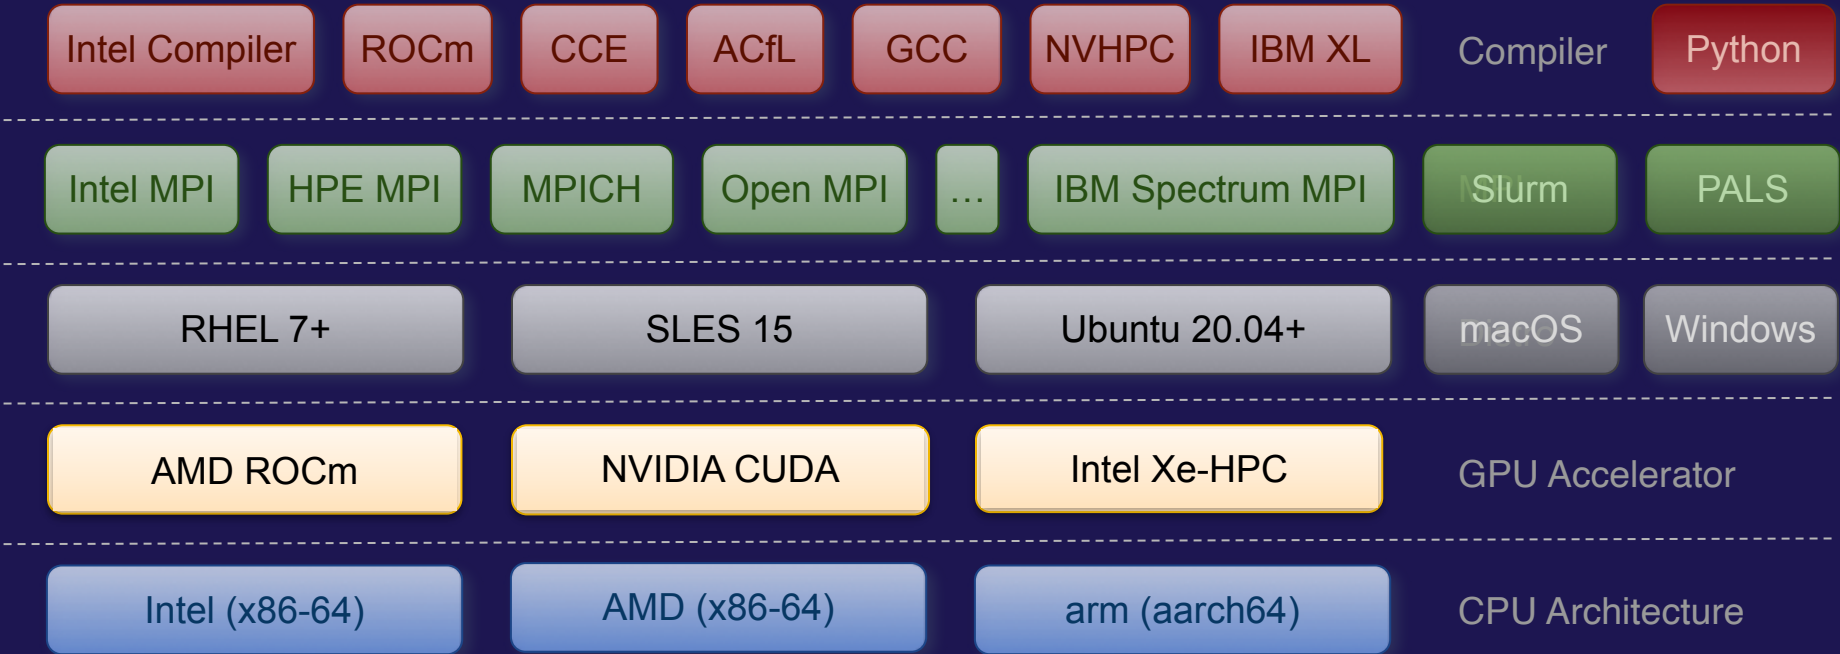 Intel Compiler ROCm CCE ACfL GCC NVHPC IBM XL Compiler Python
Intel MPI HPE MPI MPICH Open MPI ... IBM Spectrum MPI MPI Slurm PALS
RHEL 7+ SLES 15 Ubuntu 20.04+ macOS Windows
AMD ROCm NVIDIA CUDA Intel Xe-HPC GPU Accelerator
Intel (x86-64) AMD (x86-64) arm (aarch64) CPU Architecture